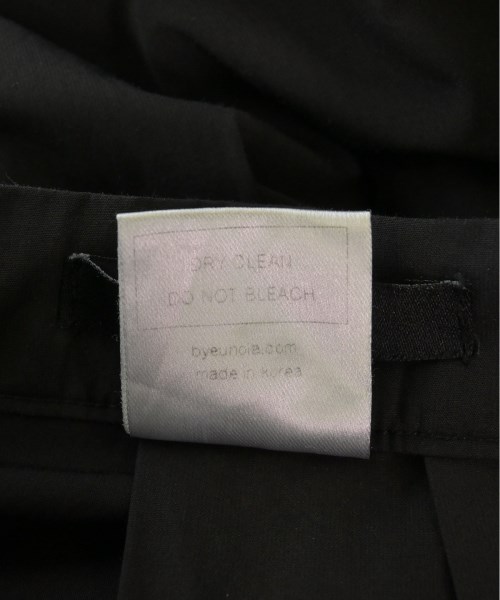 DRY CLEAN
DO NOT BLEACH
byeunoia.com
made in korea